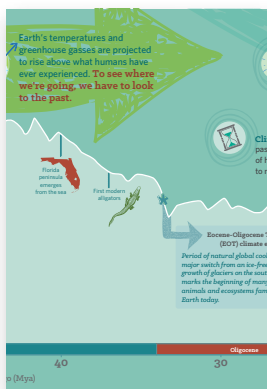 Earth's temperatures and
greenhouse gasses are projected
to rise above what humans have
ever experienced. To see where
we're going, we have to look
to the past.
Cli
pas
of h
to r
Florida
peninsula
emerges
from the sea
First modern
alligators
Eocene-Oligocene T
(EOT) climate e
Period of natural global cool
major switch from an ice-fre
growth of glaciers on the sout
marks the beginning of many
animals and ecosystems fam
Earth today.
Oligocene
40
30
o (Mya)